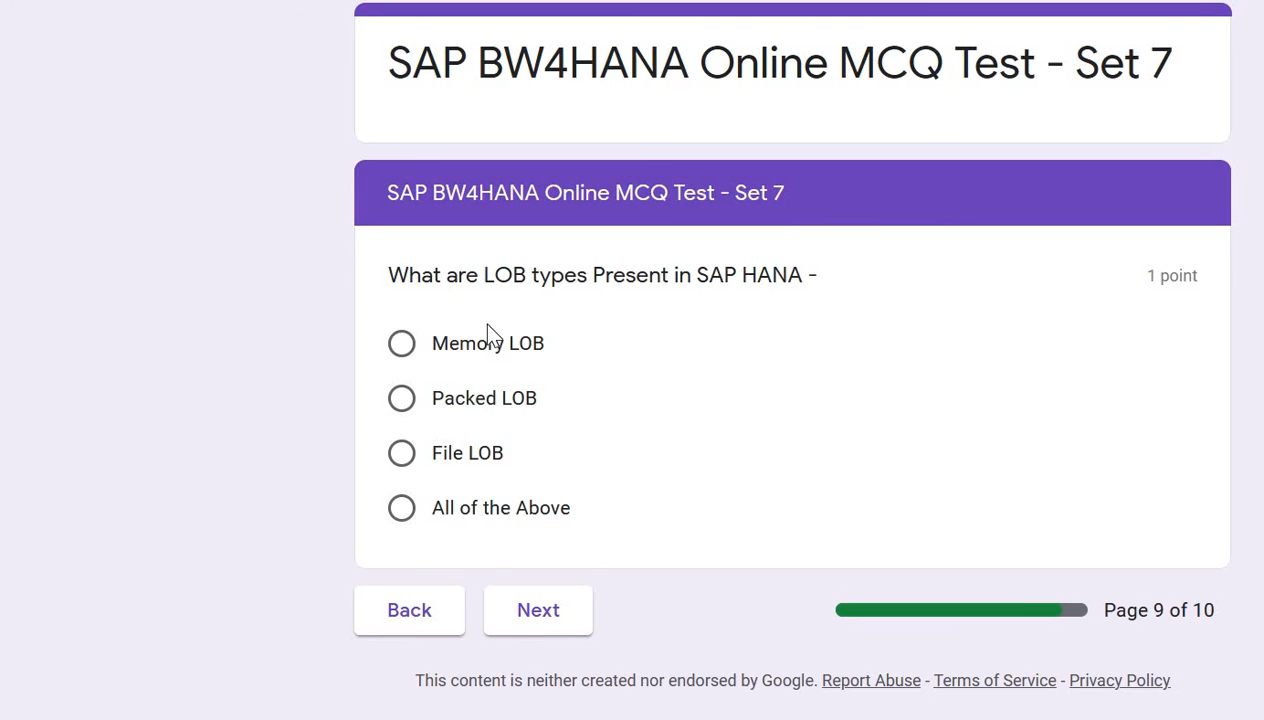 SAP BW4HANA Online MCQ Test - Set 7
SAP BW4HANA Online MCQ Test - Set 7
What are LOB types Present in SAP HANA -
1 point
Memory LOB
Packed LOB
File LOB
All of the Above
Back
Next
Page 9 of 10
This content is neither created nor endorsed by Google. Report Abuse - Terms of Service - Privacy Policy